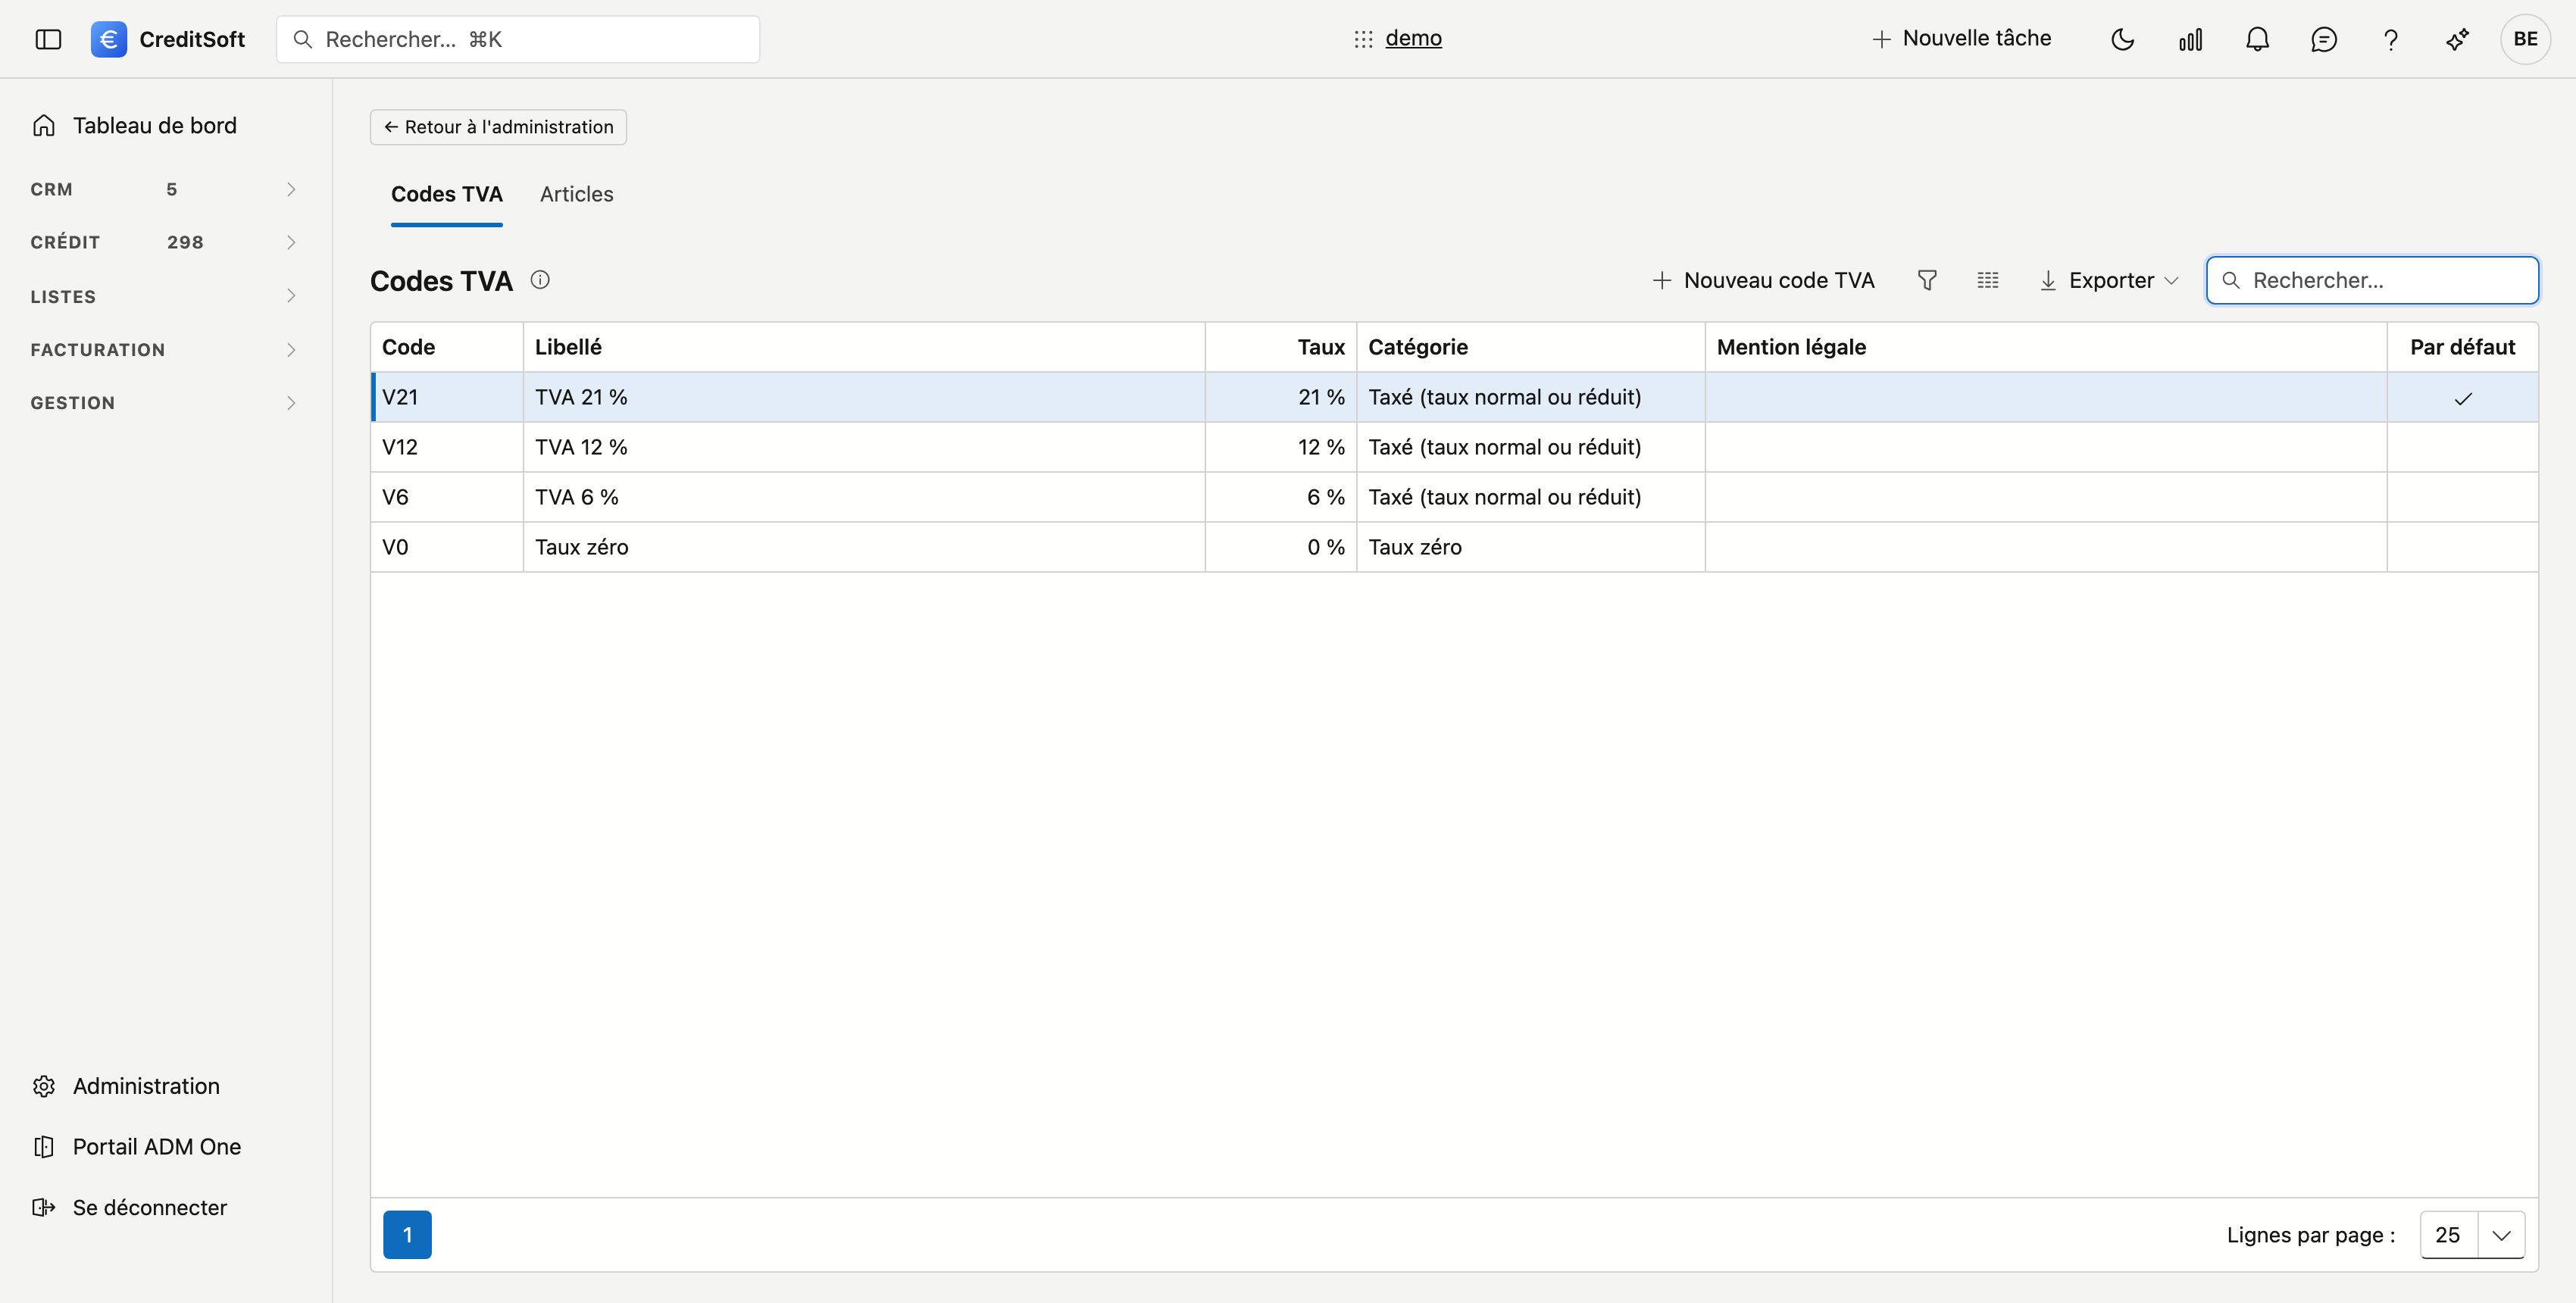 CreditSoft
Rechercher... ⌘K
demo
Nouvelle tâche
BE
Tableau de bord
CRM 5
CRÉDIT 298
LISTES
FACTURATION
GESTION
Administration
Portail ADM One
Se déconnecter
← Retour à l'administration
Codes TVA Articles
Codes TVA
Nouveau code TVA
Exporter
Rechercher...
Code Libellé Taux Catégorie Mention légale Par défaut
V21 TVA 21 % 21 % Taxé (taux normal ou réduit) ✓
V12 TVA 12 % 12 % Taxé (taux normal ou réduit)
V6 TVA 6 % 6 % Taxé (taux normal ou réduit)
V0 Taux zéro 0 % Taux zéro
1
Lignes par page : 25